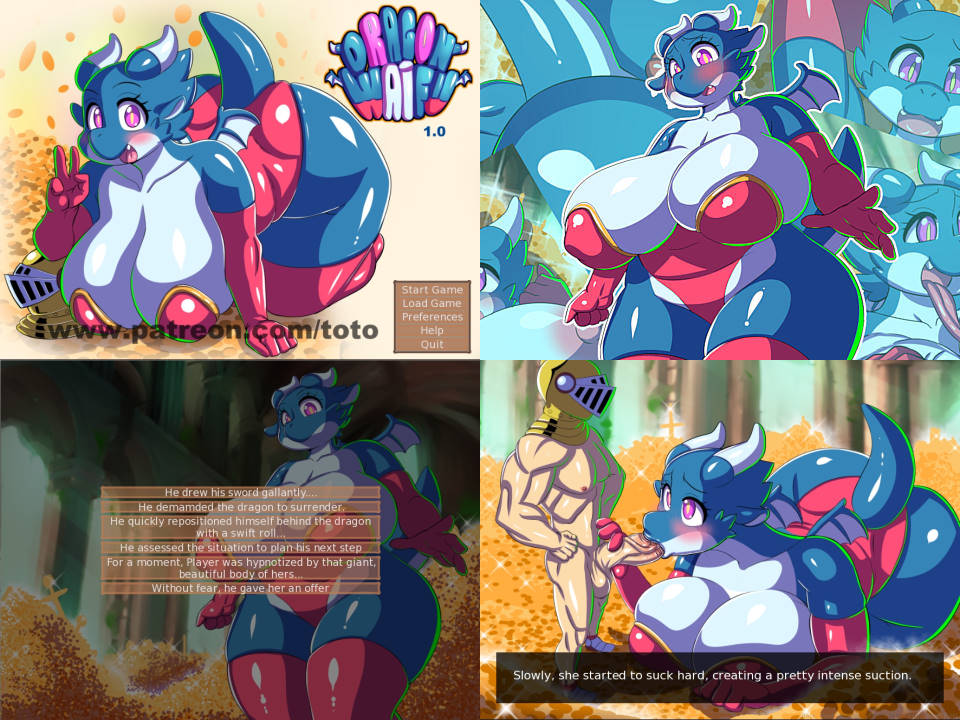 DRAGON
WAIFU
1.0
Start Game
Load Game
Preferences
Help
Quit
www.patreon.com/toto
He drew his sword gallantly....
He demamded the dragon to surrender.
He quickly repositioned himself behind the dragon
with a swift roll...
He assessed the situation to plan his next step
For a moment, Player was hypnotized by that giant,
beautiful body of hers...
Without fear, he gave her an offer
Slowly, she started to suck hard, creating a pretty intense suction.